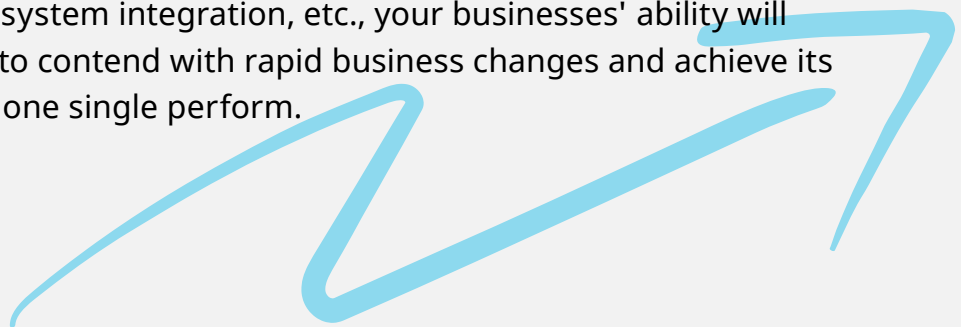 system integration, etc., your businesses' ability will
to contend with rapid business changes and achieve its
one single perform.